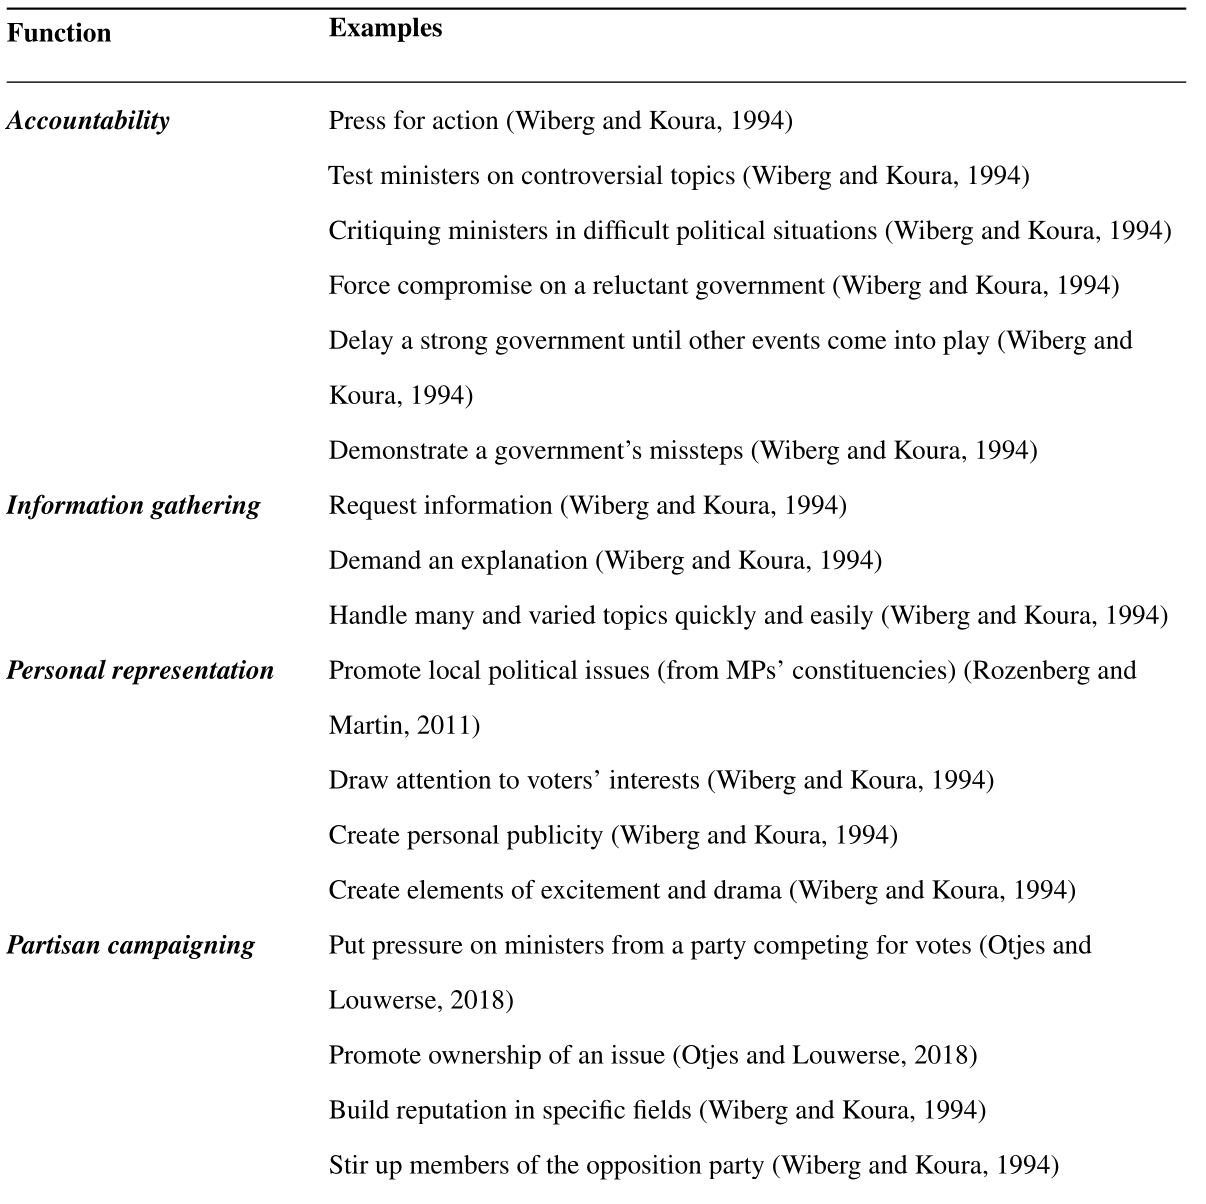 Function Examples
Accountability Press for action (Wiberg and Koura, 1994)
Test ministers on controversial topics (Wiberg and Koura, 1994)
Critiquing ministers in difficult political situations (Wiberg and Koura, 1994)
Force compromise on a reluctant government (Wiberg and Koura, 1994)
Delay a strong government until other events come into play (Wiberg and
Koura, 1994)
Demonstrate a government’s missteps (Wiberg and Koura, 1994)
Information gathering Request information (Wiberg and Koura, 1994)
Demand an explanation (Wiberg and Koura, 1994)
Handle many and varied topics quickly and easily (Wiberg and Koura, 1994)
Personal representation Promote local political issues (from MPs’ constituencies) (Rozenberg and
Martin, 2011)
Draw attention to voters’ interests (Wiberg and Koura, 1994)
Create personal publicity (Wiberg and Koura, 1994)
Create elements of excitement and drama (Wiberg and Koura, 1994)
Partisan campaigning Put pressure on ministers from a party competing for votes (Otjes and
Louwerse, 2018)
Promote ownership of an issue (Otjes and Louwerse, 2018)
Build reputation in specific fields (Wiberg and Koura, 1994)
Stir up members of the opposition party (Wiberg and Koura, 1994)